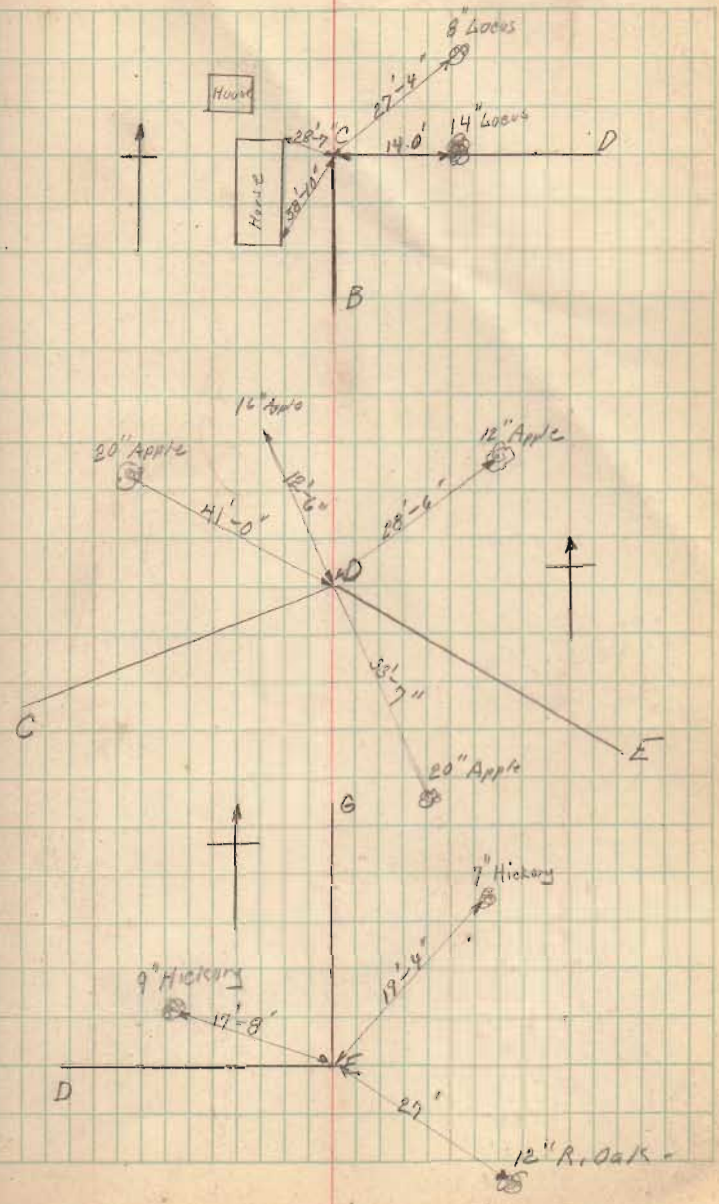 8" Locus
House
27'-4"
28'-7"
C
14" Locus
14.0'
D
House
38'-10"
B
16" Aple
20" Apple
12" Apple
12'-6"
41'-0"
28'-6"
D
33'-7"
C
E
20" Apple
G
7" Hickory
19'-4"
9" Hickory
17'-8'
E
D
27'
12" R. Oak -